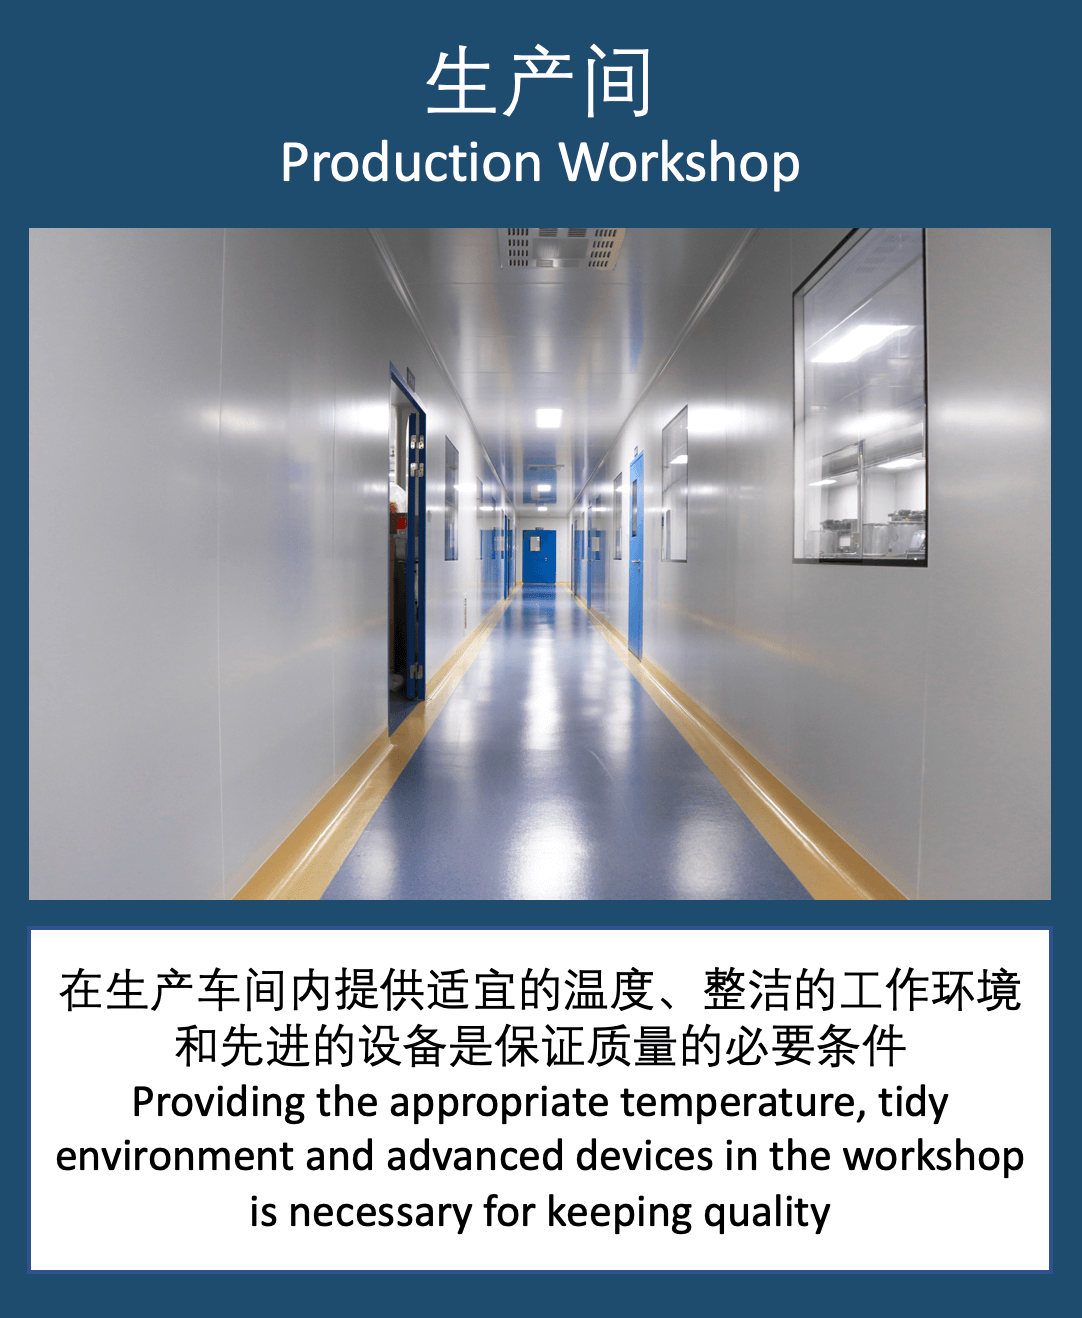 生产间
Production Workshop
在生产车间内提供适宜的温度、整洁的工作环境
和先进的设备是保证质量的必要条件
Providing the appropriate temperature, tidy
environment and advanced devices in the workshop
is necessary for keeping quality